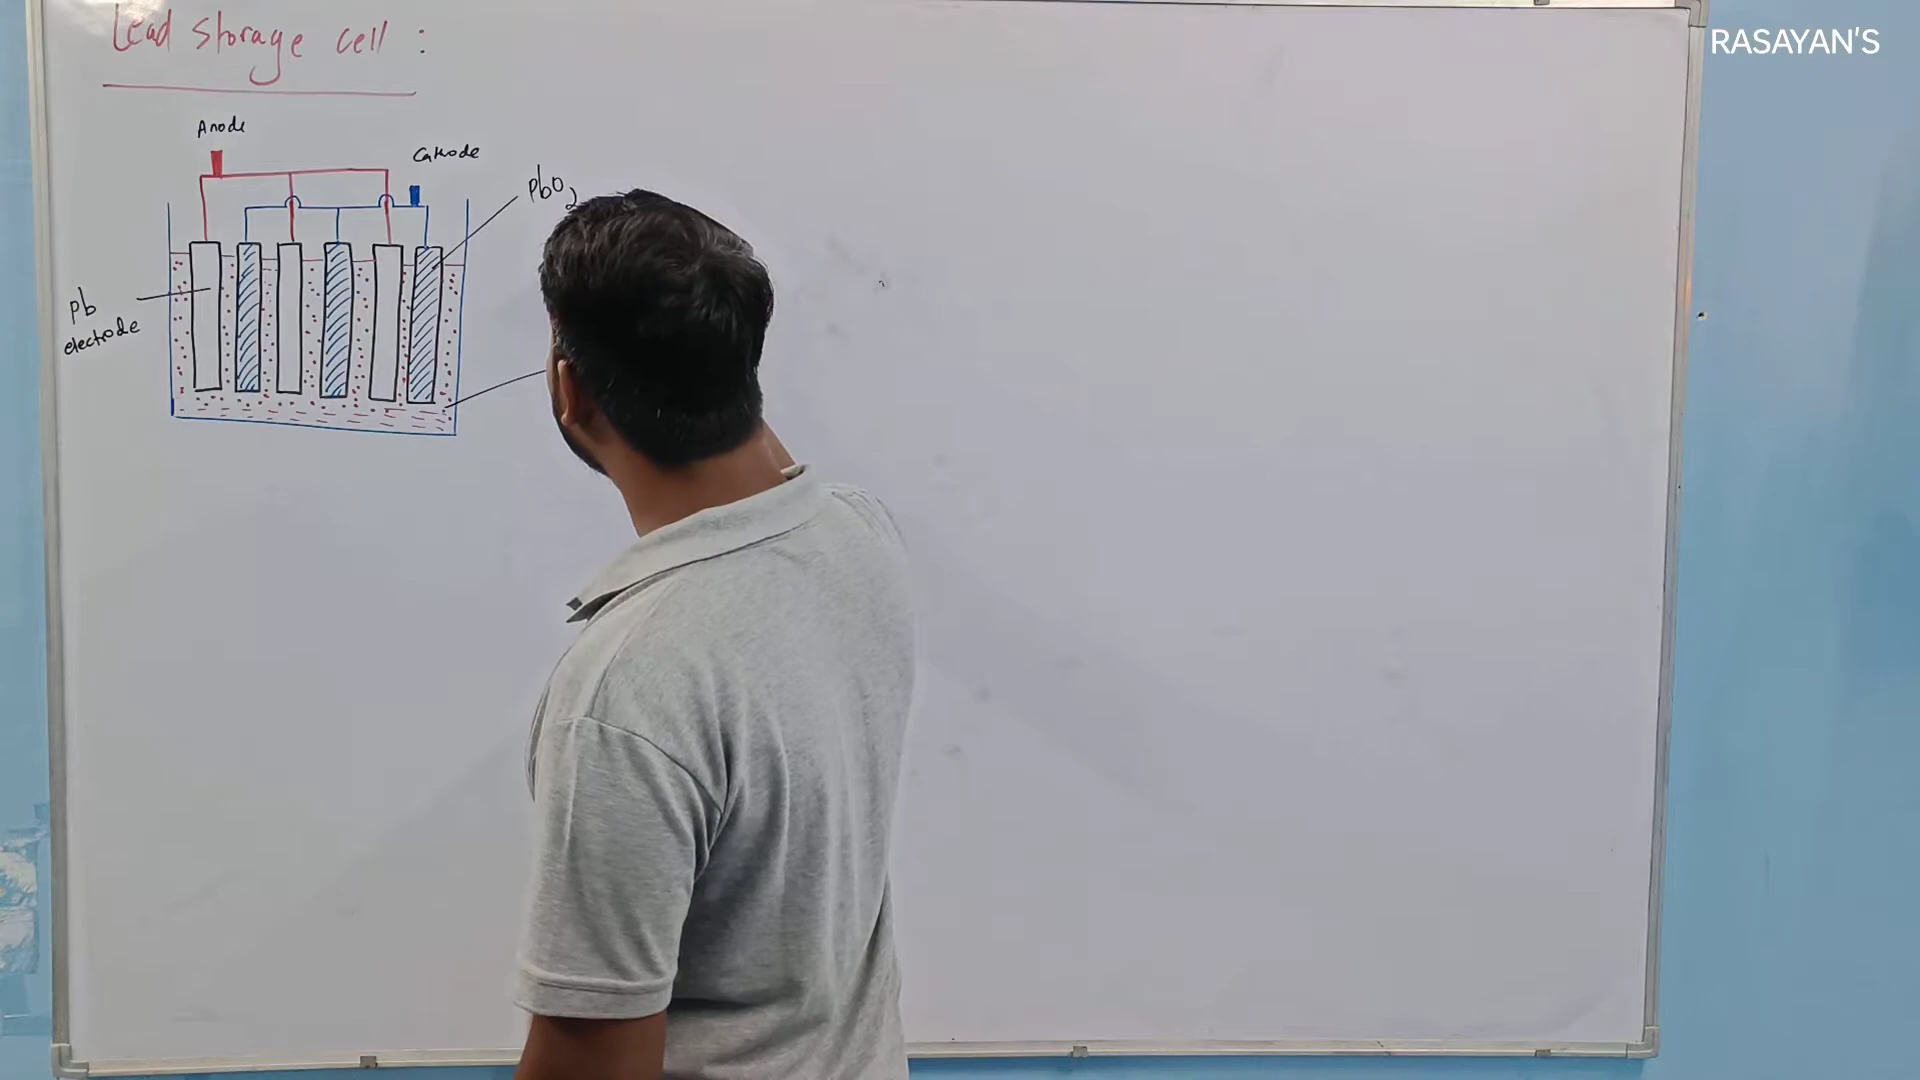 Lead storage cell :
RASAYAN'S
Anode
Cathode
PbO2
Pb
electrode